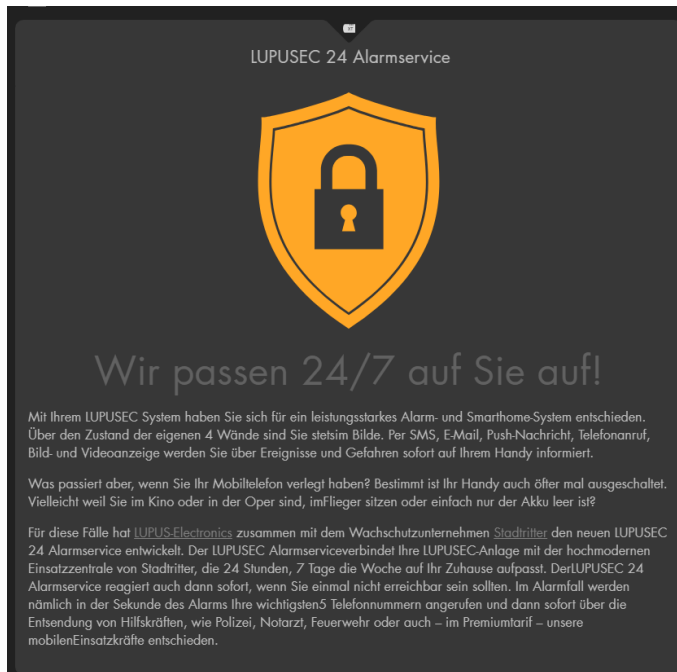 LUPUSEC 24 Alarmservice
Wir passen 24/7 auf Sie auf!
Mit Ihrem LUPUSEC System haben Sie sich für ein leistungsstarkes Alarm- und Smarthome-System entschieden.
Über den Zustand der eigenen 4 Wände sind Sie stetsim Bilde. Per SMS, E-Mail, Push-Nachricht, Telefonanruf,
Bild- und Videoanzeige werden Sie über Ereignisse und Gefahren sofort auf Ihrem Handy informiert.
Was passiert aber, wenn Sie Ihr Mobiltelefon verlegt haben? Bestimmt ist Ihr Handy auch öfter mal ausgeschaltet.
Vielleicht weil Sie im Kino oder in der Oper sind, imFlieger sitzen oder einfach nur der Akku leer ist?
Für diese Fälle hat LUPUS-Electronics zusammen mit dem Wachschutzunternehmen Stadtritter den neuen LUPUSEC
24 Alarmservice entwickelt. Der LUPUSEC Alarmserviceverbindet Ihre LUPUSEC-Anlage mit der hochmodernen
Einsatzzentrale von Stadtritter, die 24 Stunden, 7 Tage die Woche auf Ihr Zuhause aufpasst. DerLUPUSEC 24
Alarmservice reagiert auch dann sofort, wenn Sie einmal nicht erreichbar sein sollten. Im Alarmfall werden
nämlich in der Sekunde des Alarms Ihre wichtigsten5 Telefonnummern angerufen und dann sofort über die
Entsendung von Hilfskräften, wie Polizei, Notarzt, Feuerwehr oder auch – im Premiumtarif – unsere
mobilenEinsatzkräfte entschieden.